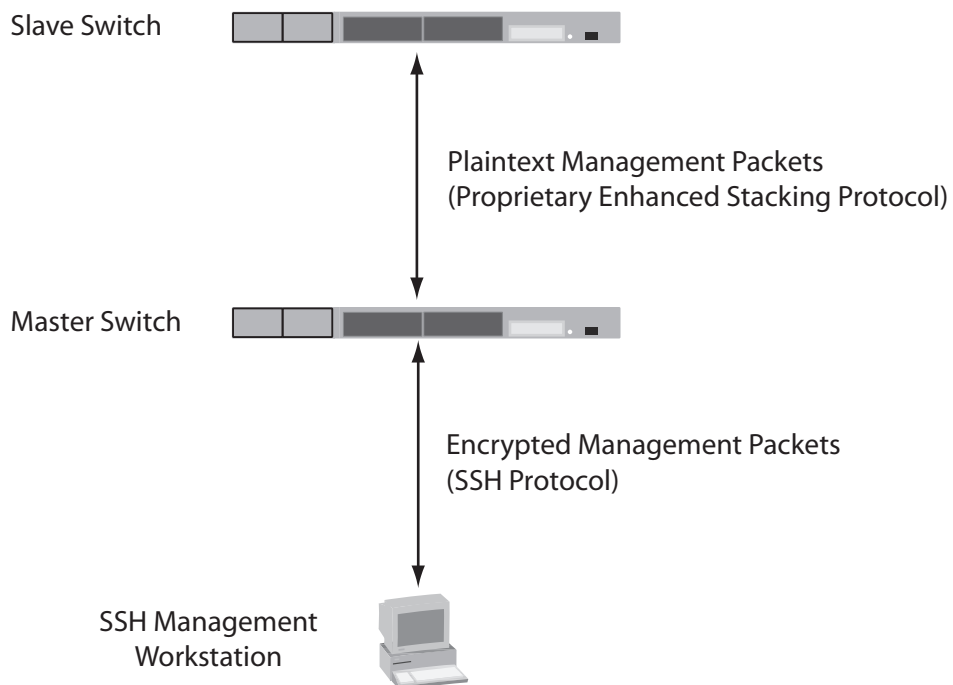 Slave Switch
Plaintext Management Packets
(Proprietary Enhanced Stacking Protocol)
Master Switch
Encrypted Management Packets
(SSH Protocol)
SSH Management
Workstation